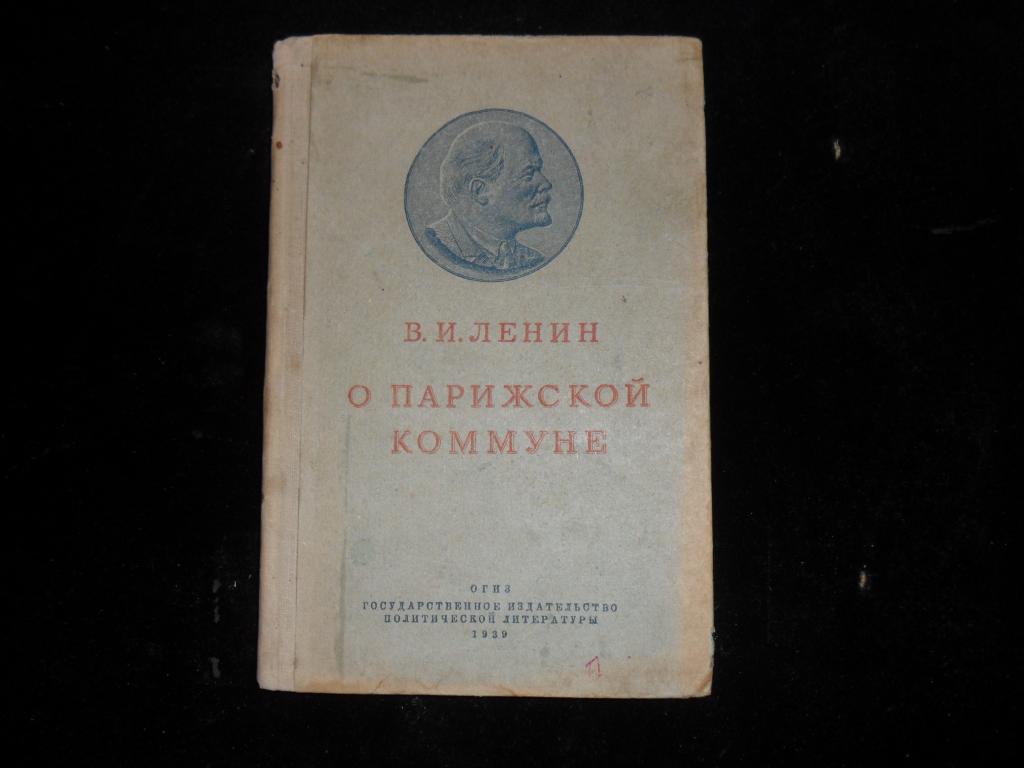 В. И. ЛЕНИН
О ПАРИЖСКОЙ
КОММУНЕ
ОГИЗ
ГОСУДАРСТВЕННОЕ ИЗДАТЕЛЬСТВО
ПОЛИТИЧЕСКОЙ ЛИТЕРАТУРЫ
1939